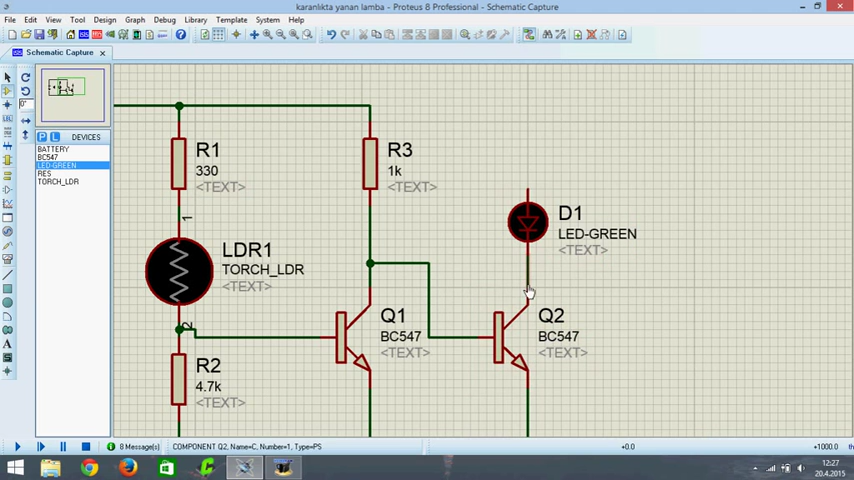 karanlıkta yanan lamba - Proteus 8 Professional - Schematic Capture
File View Edit Tool Design Graph Debug Library Template System Help
Schematic Capture
P L DEVICES
BATTERY
BC547
LED-GREEN
RES
TORCH_LDR
R1
330
<TEXT>
R3
1k
<TEXT>
1
LDR1
TORCH_LDR
<TEXT>
2
D1
LED-GREEN
<TEXT>
Q1
BC547
<TEXT>
Q2
BC547
<TEXT>
R2
4.7k
<TEXT>
8 Message(s)
COMPONENT Q2, Name=C, Number=1, Type=PS
+0.0
+1000.0
th
12:27
20.4.2015